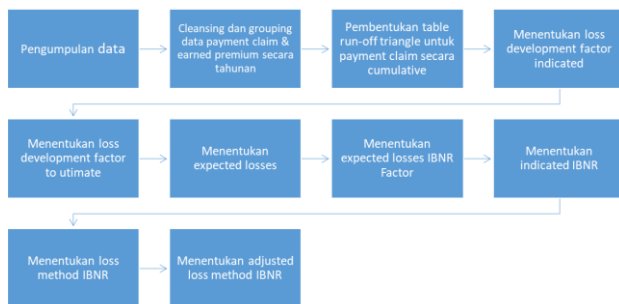 Pengumpulan data
Cleansing dan grouping
data payment claim &
earned premium secara
tahunan
Pembentukan table
run-off triangle untuk
payment claim secara
cumulative
Menentukan loss
development factor
indicated
Menentukan loss
development factor
to utimate
Menentukan
expected losses
Menentukan
expected losses IBNR
Factor
Menentukan
indicated IBNR
Menentukan loss
method IBNR
Menentukan adjusted
loss method IBNR